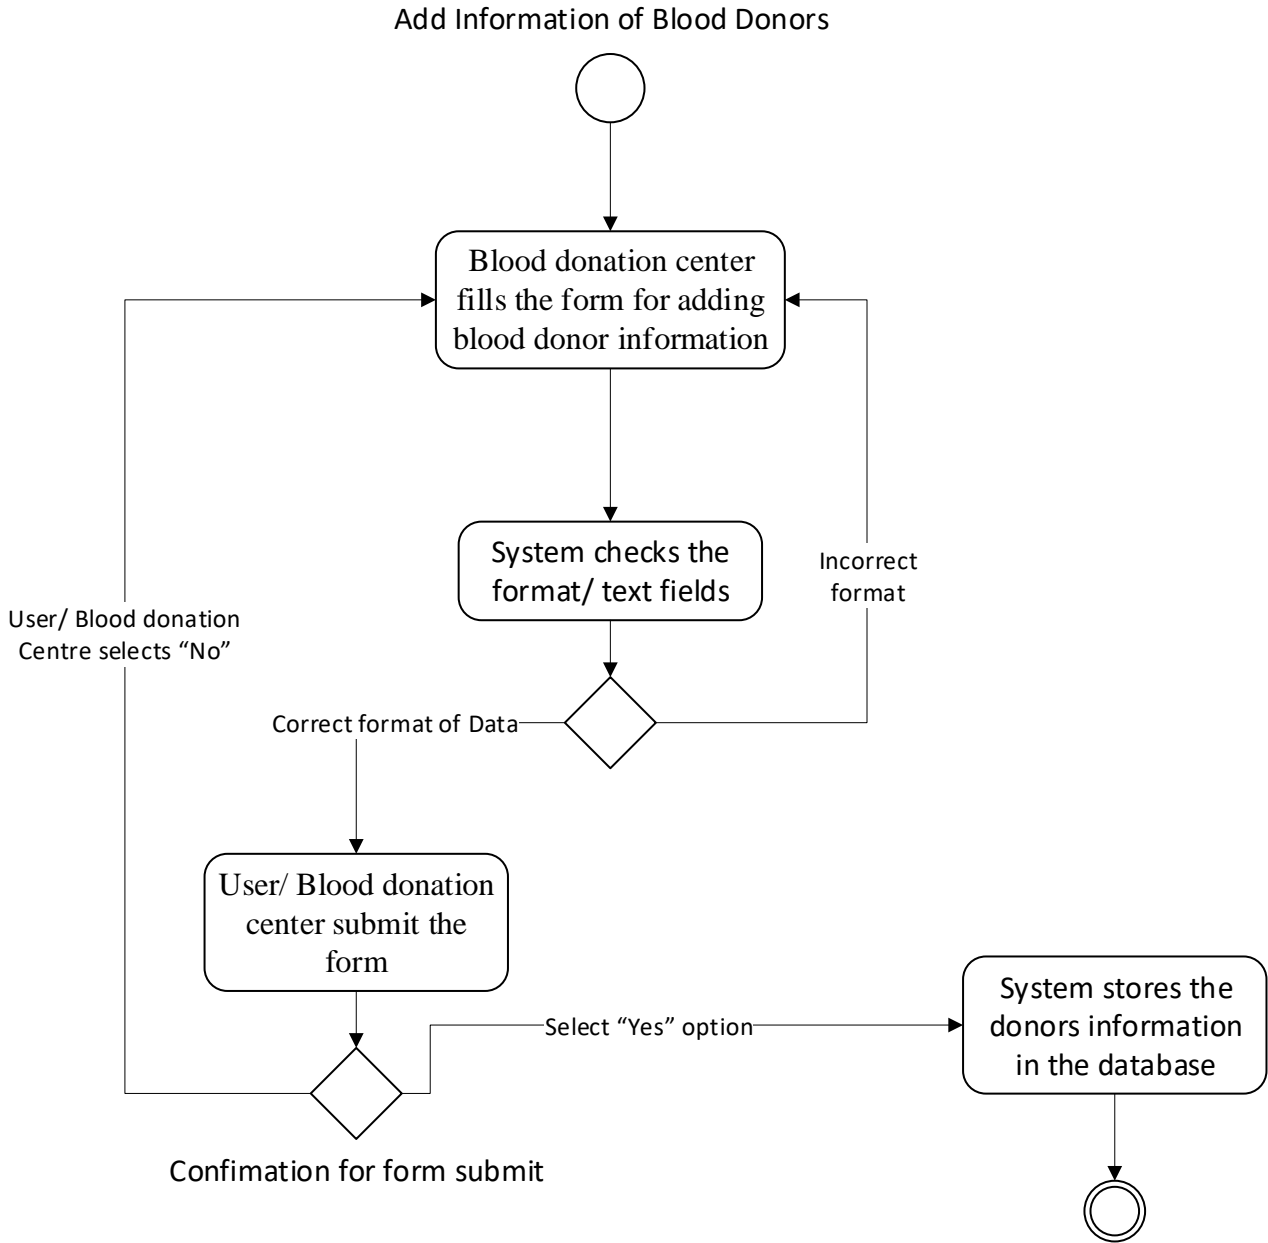 Add Information of Blood Donors
Blood donation center
fills the form for adding
blood donor information
System checks the
format/ text fields
Incorrect
format
User/ Blood donation
Centre selects “No”
Correct format of Data
User/ Blood donation
center submit the
form
Select “Yes” option
System stores the
donors information
in the database
Confimation for form submit